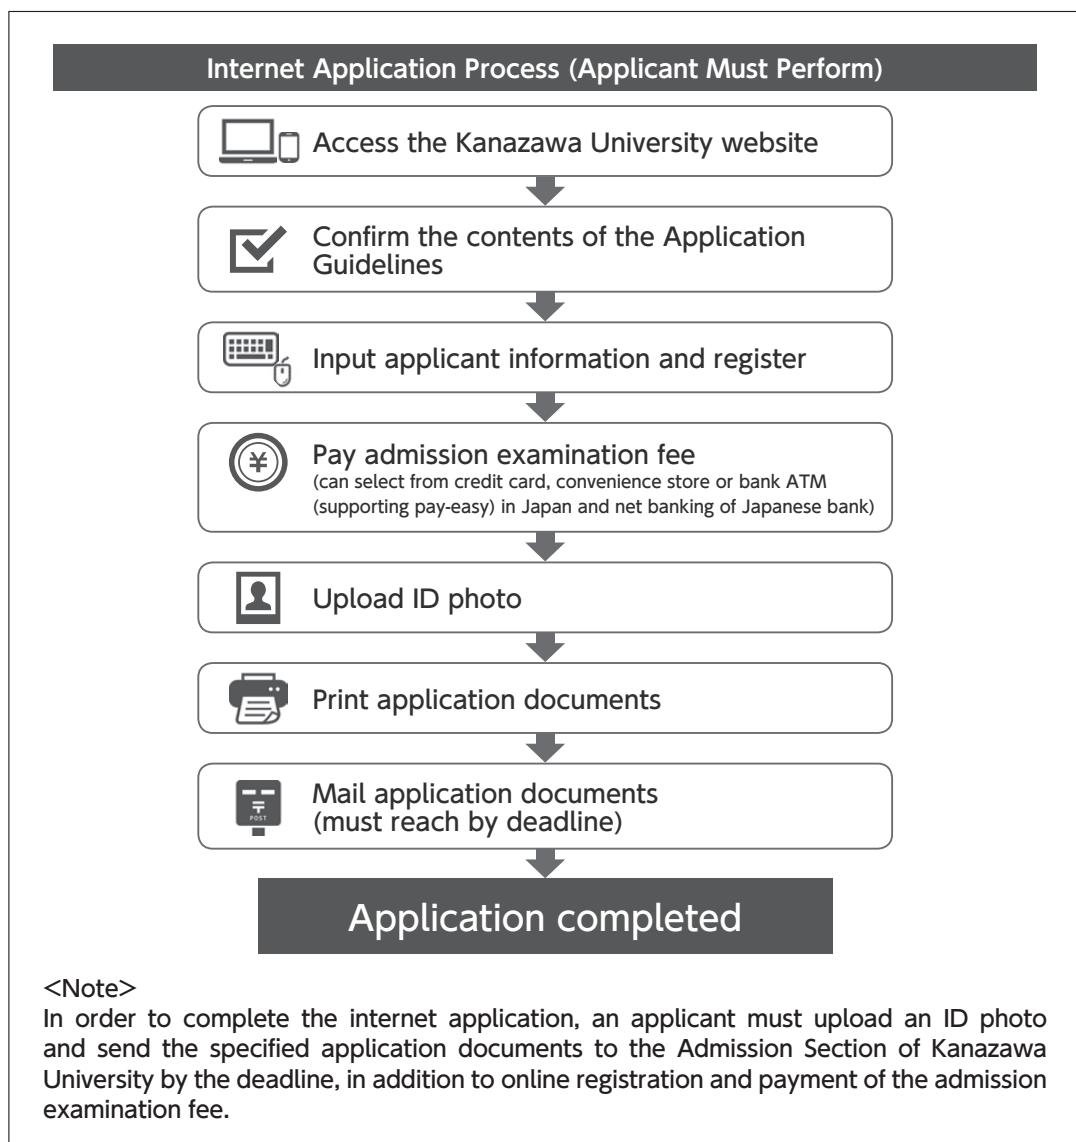 Internet Application Process (Applicant Must Perform)
Access the Kanazawa University website
Confirm the contents of the Application
Guidelines
Input applicant information and register
¥
Pay admission examination fee
(can select from credit card, convenience store or bank ATM
(supporting pay-easy) in Japan and net banking of Japanese bank)
Upload ID photo
Print application documents
〒
POST
Mail application documents
(must reach by deadline)
Application completed
<Note>
In order to complete the internet application, an applicant must upload an ID photo
and send the specified application documents to the Admission Section of Kanazawa
University by the deadline, in addition to online registration and payment of the admission
examination fee.